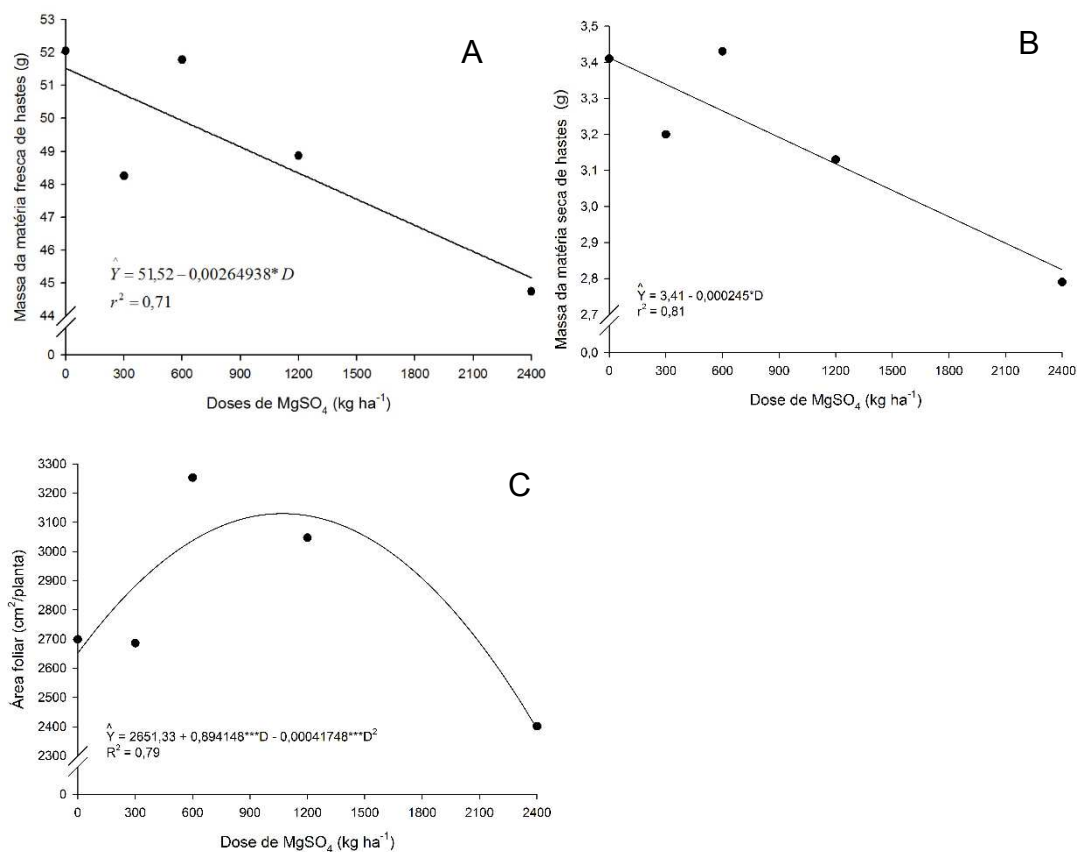 A
Massa da matéria fresca de hastes (g)
53
52
51
50
49
48
47
46
45
44
0
Ŷ = 51,52 – 0,00264938* D
r² = 0,71
0 300 600 900 1200 1500 1800 2100 2400
Doses de MgSO₄ (kg ha⁻¹)
B
Massa da matéria seca de hastes (g)
3,5
3,4
3,3
3,2
3,1
3,0
2,9
2,8
2,7
0,0
Ŷ = 3,41 - 0,000245*D
r² = 0,81
0 300 600 900 1200 1500 1800 2100 2400
Dose de MgSO₄ (kg ha⁻¹)
C
Área foliar (cm²/planta)
3300
3200
3100
3000
2900
2800
2700
2600
2500
2400
2300
0
Ŷ = 2651,33 + 0,894148***D - 0,00041748***D²
R² = 0,79
0 300 600 900 1200 1500 1800 2100 2400
Dose de MgSO₄ (kg ha⁻¹)